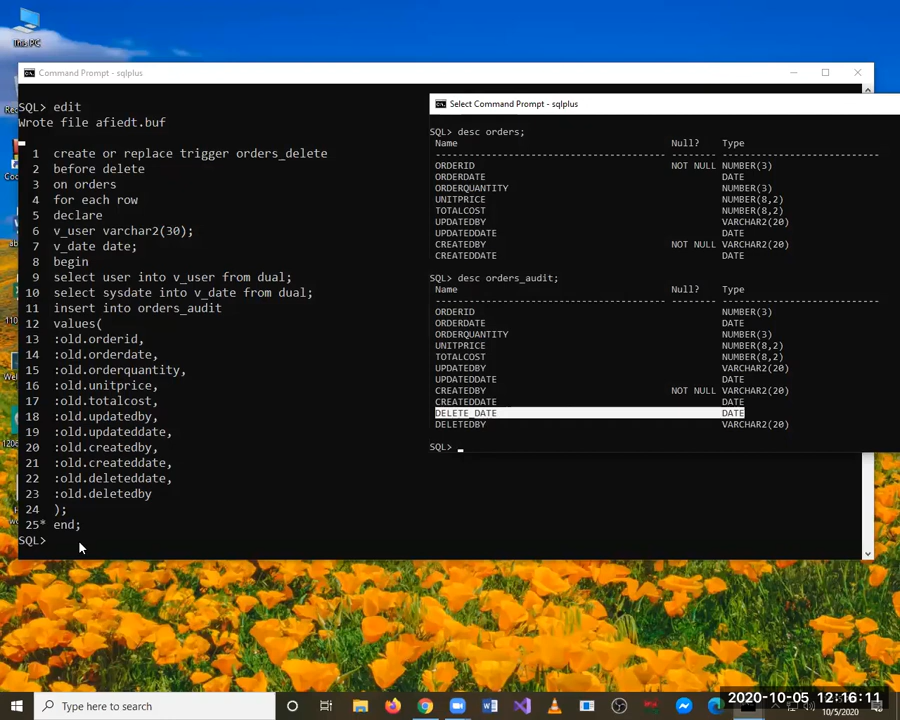 This PC
Command Prompt - sqlplus
SQL> edit
Wrote file afiedt.buf
1 create or replace trigger orders_delete
2 before delete
3 on orders
4 for each row
5 declare
6 v_user varchar2(30);
7 v_date date;
8 begin
9 select user into v_user from dual;
10 select sysdate into v_date from dual;
11 insert into orders_audit
12 values(
13 :old.orderid,
14 :old.orderdate,
15 :old.orderquantity,
16 :old.unitprice,
17 :old.totalcost,
18 :old.updatedby,
19 :old.updateddate,
20 :old.createdby,
21 :old.createddate,
22 :old.deleteddate,
23 :old.deletedby
24 );
25* end;
SQL>
Select Command Prompt - sqlplus
SQL> desc orders;
Name Null? Type
ORDERID NOT NULL NUMBER(3)
ORDERDATE DATE
ORDERQUANTITY NUMBER(3)
UNITPRICE NUMBER(8,2)
TOTALCOST NUMBER(8,2)
UPDATEDBY VARCHAR2(20)
UPDATEDDATE DATE
CREATEDBY NOT NULL VARCHAR2(20)
CREATEDDATE DATE
SQL> desc orders_audit;
Name Null? Type
ORDERID NUMBER(3)
ORDERDATE DATE
ORDERQUANTITY NUMBER(3)
UNITPRICE NUMBER(8,2)
TOTALCOST NUMBER(8,2)
UPDATEDBY VARCHAR2(20)
UPDATEDDATE DATE
CREATEDBY NOT NULL VARCHAR2(20)
CREATEDDATE DATE
DELETE_DATE DATE
DELETEDBY VARCHAR2(20)
SQL>
Type here to search
2020-10-05 12:16:11
10/5/2020